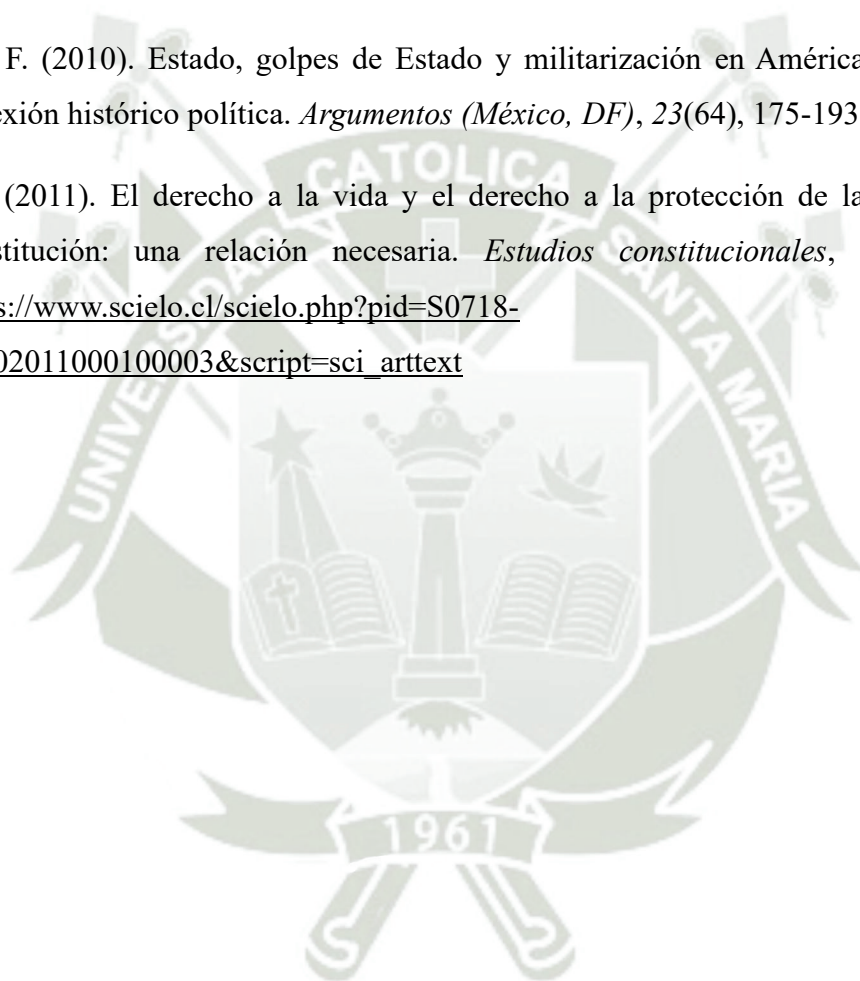 F. (2010). Estado, golpes de Estado y militarización en América
exión histórico política. Argumentos (México, DF), 23(64), 175-193
(2011). El derecho a la vida y el derecho a la protección de la
stitución: una relación necesaria. Estudios constitucionales,
s://www.scielo.cl/scielo.php?pid=S0718-
02011000100003&script=sci_arttext
UNIVERSIDAD CATOLICA SANTA MARIA
1961